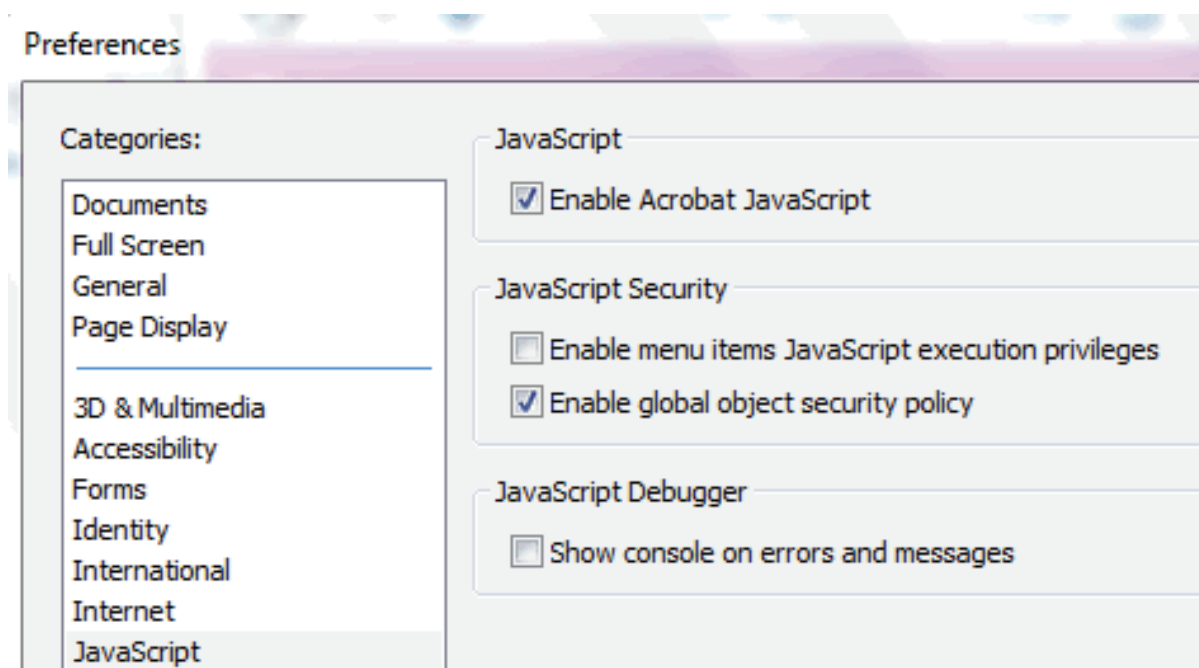 Preferences
Categories:
Documents
Full Screen
General
Page Display
3D & Multimedia
Accessibility
Forms
Identity
International
Internet
JavaScript
JavaScript
Enable Acrobat JavaScript
JavaScript Security
Enable menu items JavaScript execution privileges
Enable global object security policy
JavaScript Debugger
Show console on errors and messages